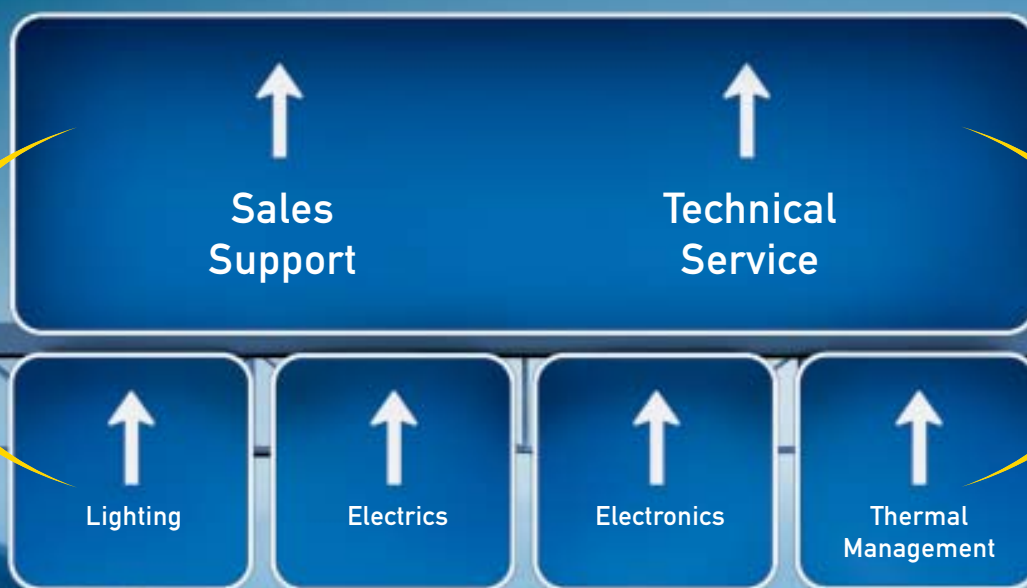 Sales
Support
Technical
Service
Lighting
Electrics
Electronics
Thermal
Management